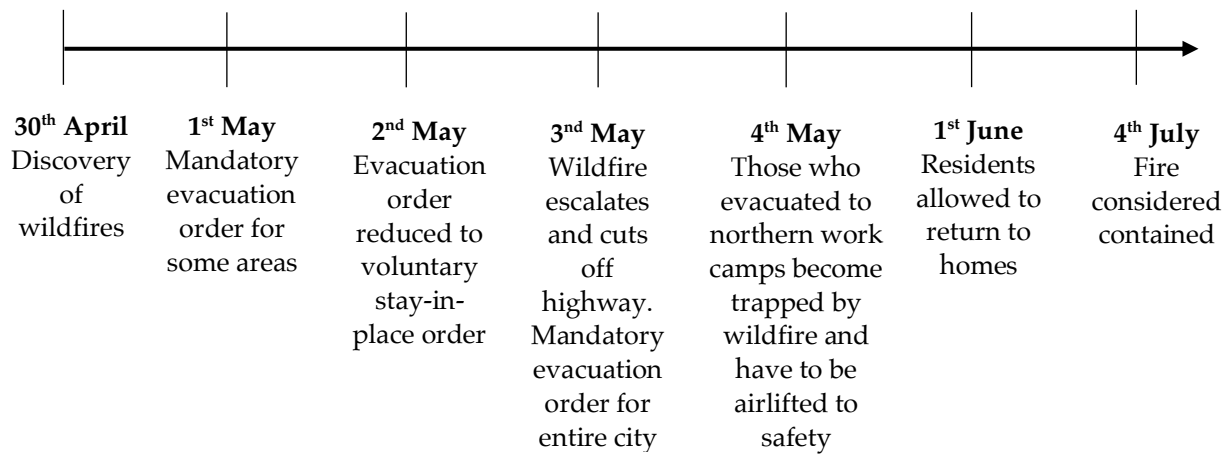 30th April
Discovery
of
wildfires
1st May
Mandatory
evacuation
order for
some areas
2nd May
Evacuation
order
reduced to
voluntary
stay-in-
place order
3nd May
Wildfire
escalates
and cuts
off
highway.
Mandatory
evacuation
order for
entire city
4th May
Those who
evacuated to
northern work
camps become
trapped by
wildfire and
have to be
airlifted to
safety
1st June
Residents
allowed to
return to
homes
4th July
Fire
considered
contained